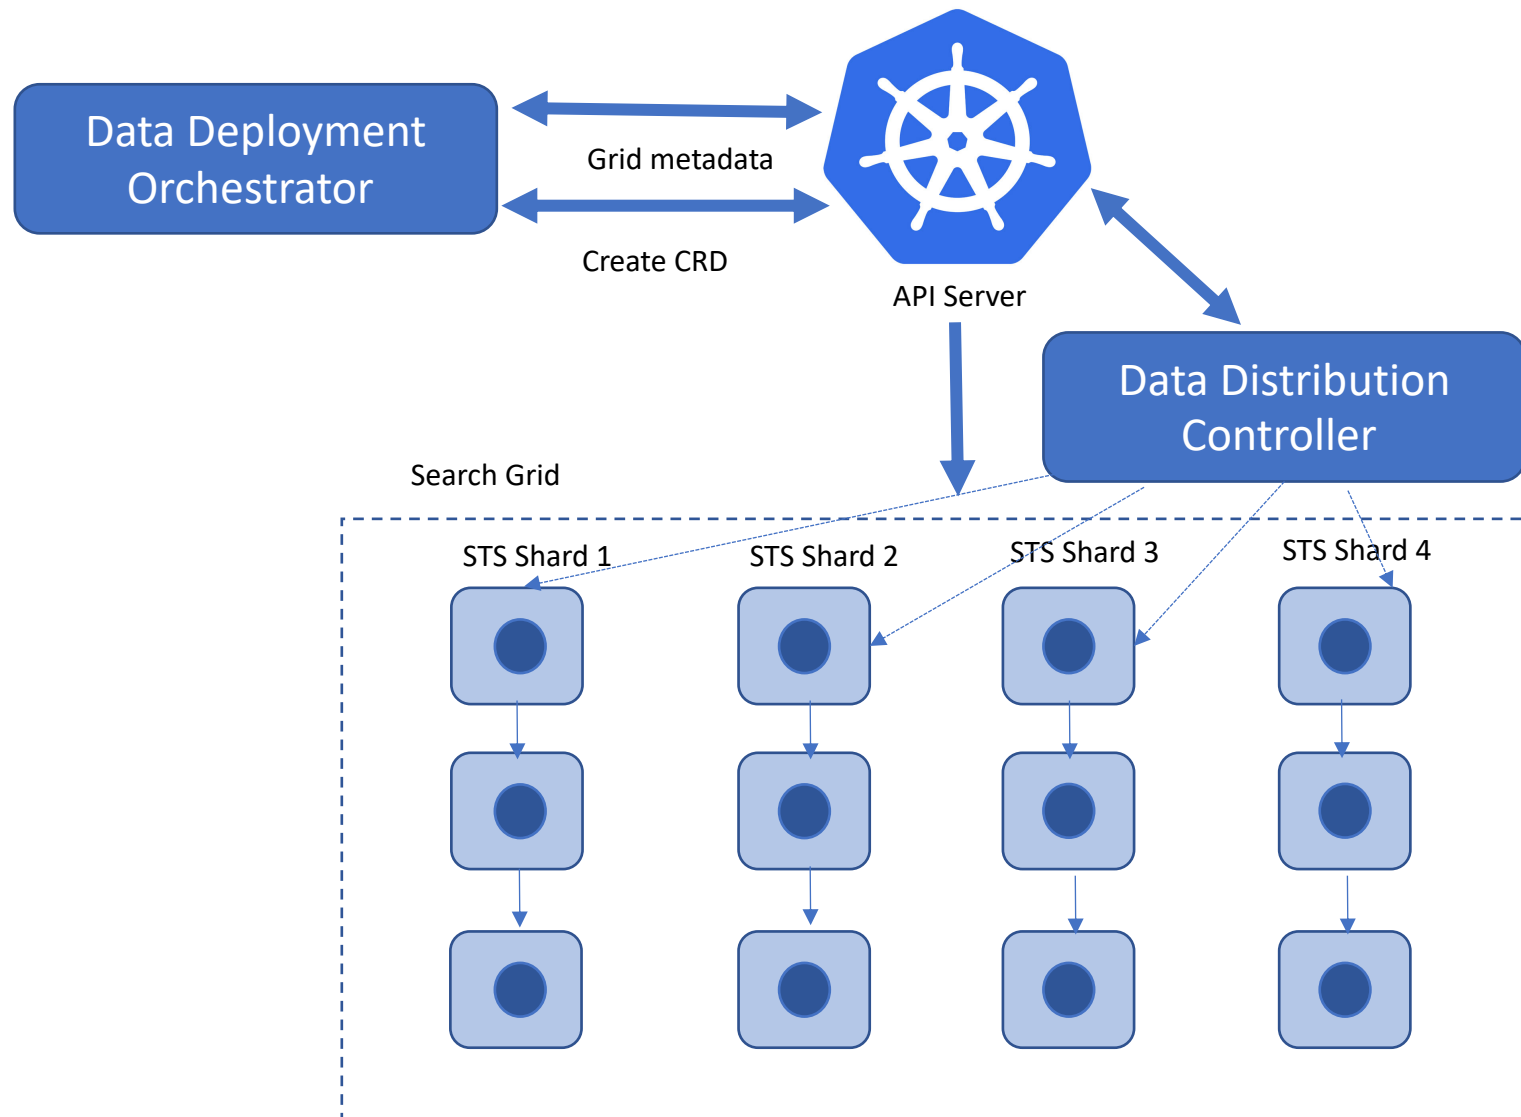 Data Deployment
Orchestrator
Grid metadata
Create CRD
API Server
Data Distribution
Controller
Search Grid
STS Shard 1
STS Shard 2
STS Shard 3
STS Shard 4